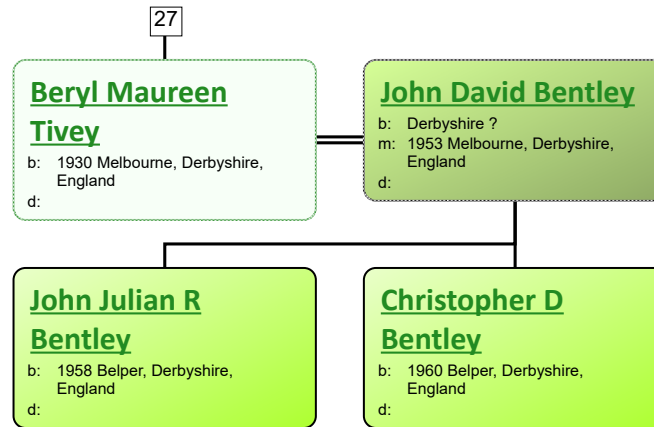 27
Beryl Maureen
Tivey
b: 1930 Melbourne, Derbyshire,
England
d:
John David Bentley
b: Derbyshire ?
m: 1953 Melbourne, Derbyshire,
England
d:
John Julian R
Bentley
b: 1958 Belper, Derbyshire,
England
d:
Christopher D
Bentley
b: 1960 Belper, Derbyshire,
England
d: